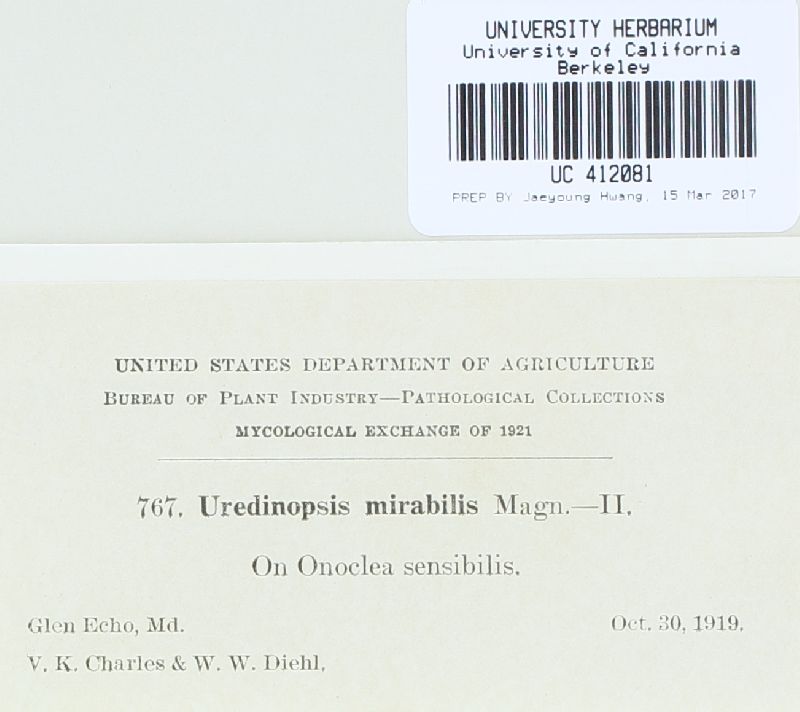 UNIVERSITY HERBARIUM
University of California
Berkeley
UC 412081
PREP BY Jaeyoung Hwang, 15 Mar 2017
UNITED STATES DEPARTMENT OF AGRICULTURE
BUREAU OF PLANT INDUSTRY—PATHOLOGICAL COLLECTIONS
MYCOLOGICAL EXCHANGE OF 1921
767. Uredinopsis mirabilis Magn.—II.
On Onoclea sensibilis.
Glen Echo, Md. Oct. 30, 1919.
V. K. Charles & W. W. Diehl.